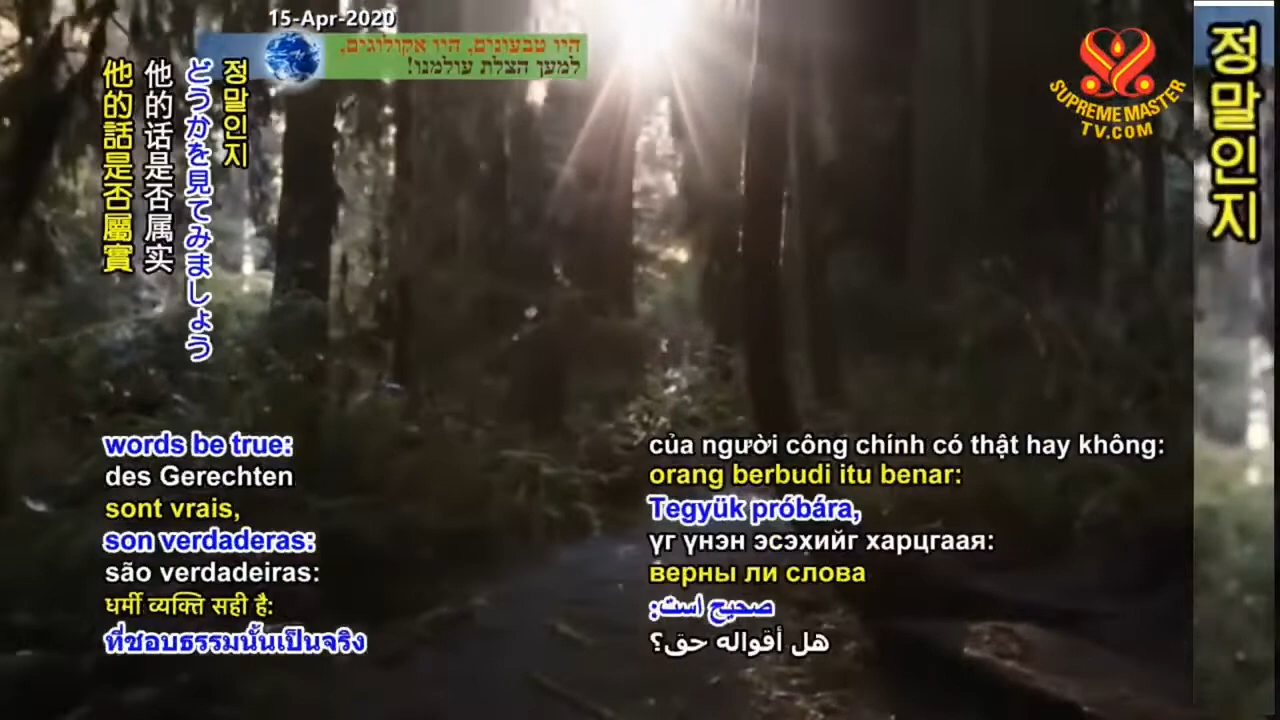 15-Apr-2020
היו טבעונים, היו אקולוגים,
למען הצלת עולמנו!
SUPREME MASTER
TV.COM
정말인지
정말인지
どうかを見てみましょう
他的话是否属实
他的話是否屬實
words be true:
des Gerechten
sont vrais,
son verdaderas:
são verdadeiras:
धर्मी व्यक्ति सही है:
ที่ชอบธรรมนั้นเป็นจริง
của người công chính có thật hay không:
orang berbudi itu benar:
Tegyük próbára,
үг үнэн эсэхийг харцгаая:
верны ли слова
صحیح است:
هل أقواله حق؟